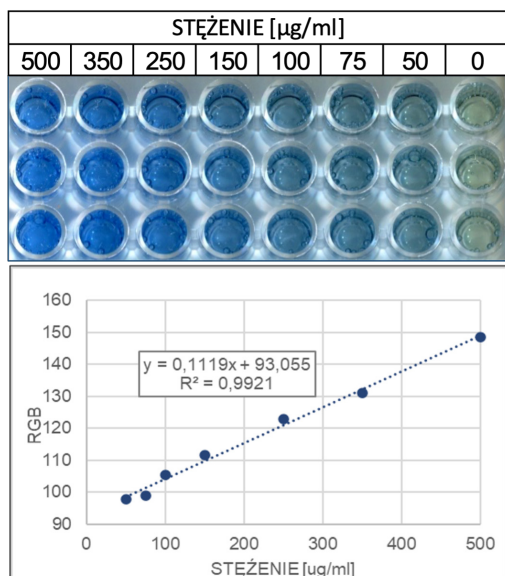 STĘŻENIE [µg/ml]
500 350 250 150 100 75 50 0
160
150
140
130
120
110
100
90
RGB
y = 0,1119x + 93,055
R² = 0,9921
0 100 200 300 400 500
STĘŻENIE [ug/ml]